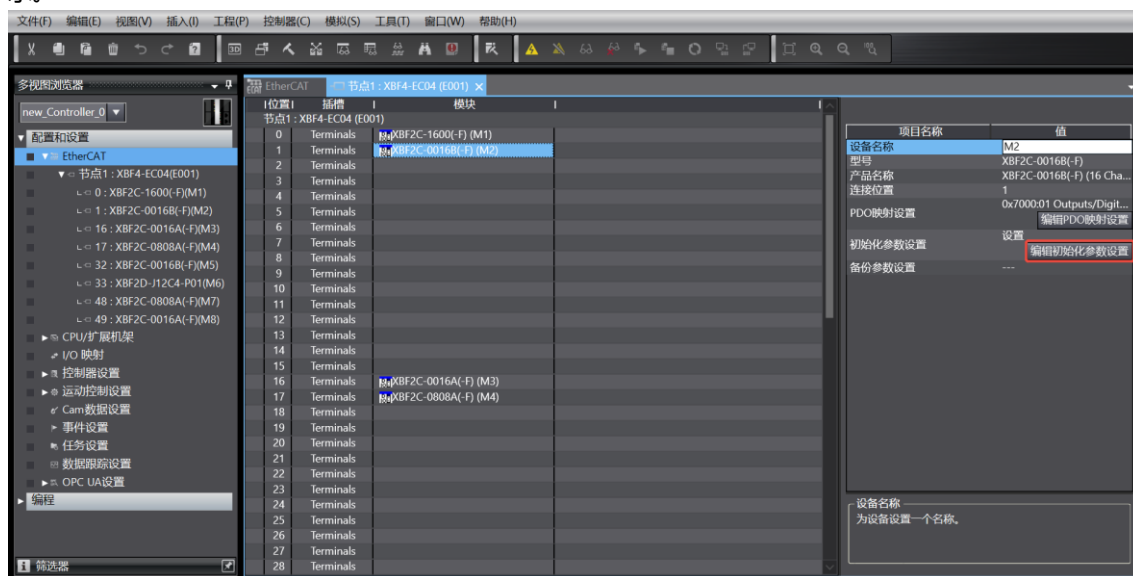 文件(F) 编辑(E) 视图(V) 插入(I) 工程(P) 控制器(C) 模拟(S) 工具(T) 窗口(W) 帮助(H)
多视图浏览器
new_Controller_0
配置和设置
EtherCAT
节点1 : XBF4-EC04(E001)
0 : XBF2C-1600(-F)(M1)
1 : XBF2C-0016B(-F)(M2)
16 : XBF2C-0016A(-F)(M3)
17 : XBF2C-0808A(-F)(M4)
32 : XBF2C-0016B(-F)(M5)
33 : XBF2D-J12C4-P01(M6)
48 : XBF2C-0808A(-F)(M7)
49 : XBF2C-0016A(-F)(M8)
CPU/扩展机架
I/O 映射
控制器设置
运动控制设置
Cam数据设置
事件设置
任务设置
数据跟踪设置
OPC UA设置
编程
筛选器
EtherCAT 节点1 : XBF4-EC04 (E001)
位置 插槽 模块
节点1 : XBF4-EC04 (E001)
0 Terminals XBF2C-1600(-F) (M1)
1 Terminals XBF2C-0016B(-F) (M2)
2 Terminals
3 Terminals
4 Terminals
5 Terminals
6 Terminals
7 Terminals
8 Terminals
9 Terminals
10 Terminals
11 Terminals
12 Terminals
13 Terminals
14 Terminals
15 Terminals
16 Terminals XBF2C-0016A(-F) (M3)
17 Terminals XBF2C-0808A(-F) (M4)
18 Terminals
19 Terminals
20 Terminals
21 Terminals
22 Terminals
23 Terminals
24 Terminals
25 Terminals
26 Terminals
27 Terminals
28 Terminals
项目名称 值
设备名称 M2
型号 XBF2C-0016B(-F)
产品名称 XBF2C-0016B(-F) (16 Cha...
连接位置 1
PDO映射设置 0x7000:01 Outputs/Digit...
编辑PDO映射设置
初始化参数设置 设置
编辑初始化参数设置
备份参数设置 ---
设备名称
为设备设置一个名称。